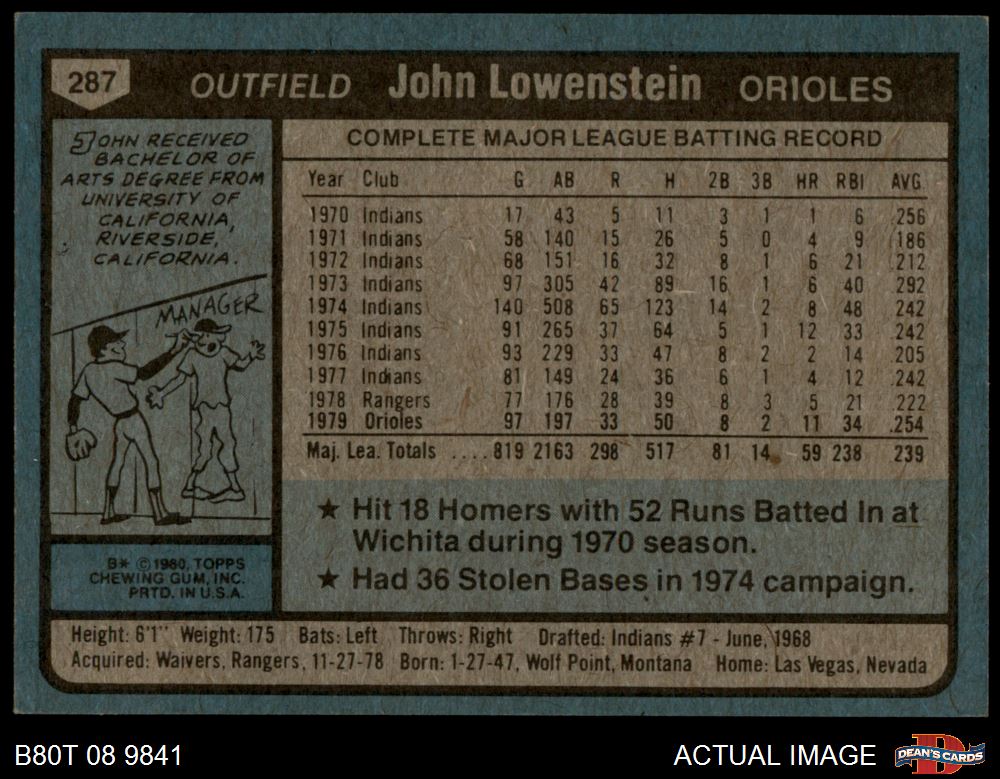 287 OUTFIELD John Lowenstein ORIOLES
JOHN RECEIVED
BACHELOR OF
ARTS DEGREE FROM
UNIVERSITY OF
CALIFORNIA,
RIVERSIDE,
CALIFORNIA.
MANAGER
B* © 1980, TOPPS
CHEWING GUM, INC.
PRTD. IN U.S.A.
COMPLETE MAJOR LEAGUE BATTING RECORD
Year Club G AB R H 2B 3B HR RBI AVG
1970 Indians 17 43 5 11 3 1 1 6 .256
1971 Indians 58 140 15 26 5 0 4 9 .186
1972 Indians 68 151 16 32 8 1 6 21 .212
1973 Indians 97 305 42 89 16 1 6 40 .292
1974 Indians 140 508 65 123 14 2 8 48 .242
1975 Indians 91 265 37 64 5 1 12 33 .242
1976 Indians 93 229 33 47 8 2 2 14 .205
1977 Indians 81 149 24 36 6 1 4 12 .242
1978 Rangers 77 176 28 39 8 3 5 21 .222
1979 Orioles 97 197 33 50 8 2 11 34 .254
Maj. Lea. Totals .... 819 2163 298 517 81 14 59 238 .239
★ Hit 18 Homers with 52 Runs Batted In at
Wichita during 1970 season.
★ Had 36 Stolen Bases in 1974 campaign.
Height: 6'1" Weight: 175 Bats: Left Throws: Right Drafted: Indians #7 - June, 1968
Acquired: Waivers, Rangers, 11-27-78 Born: 1-27-47, Wolf Point, Montana Home: Las Vegas, Nevada
B80T 08 9841 ACTUAL IMAGE DEAN'S CARDS